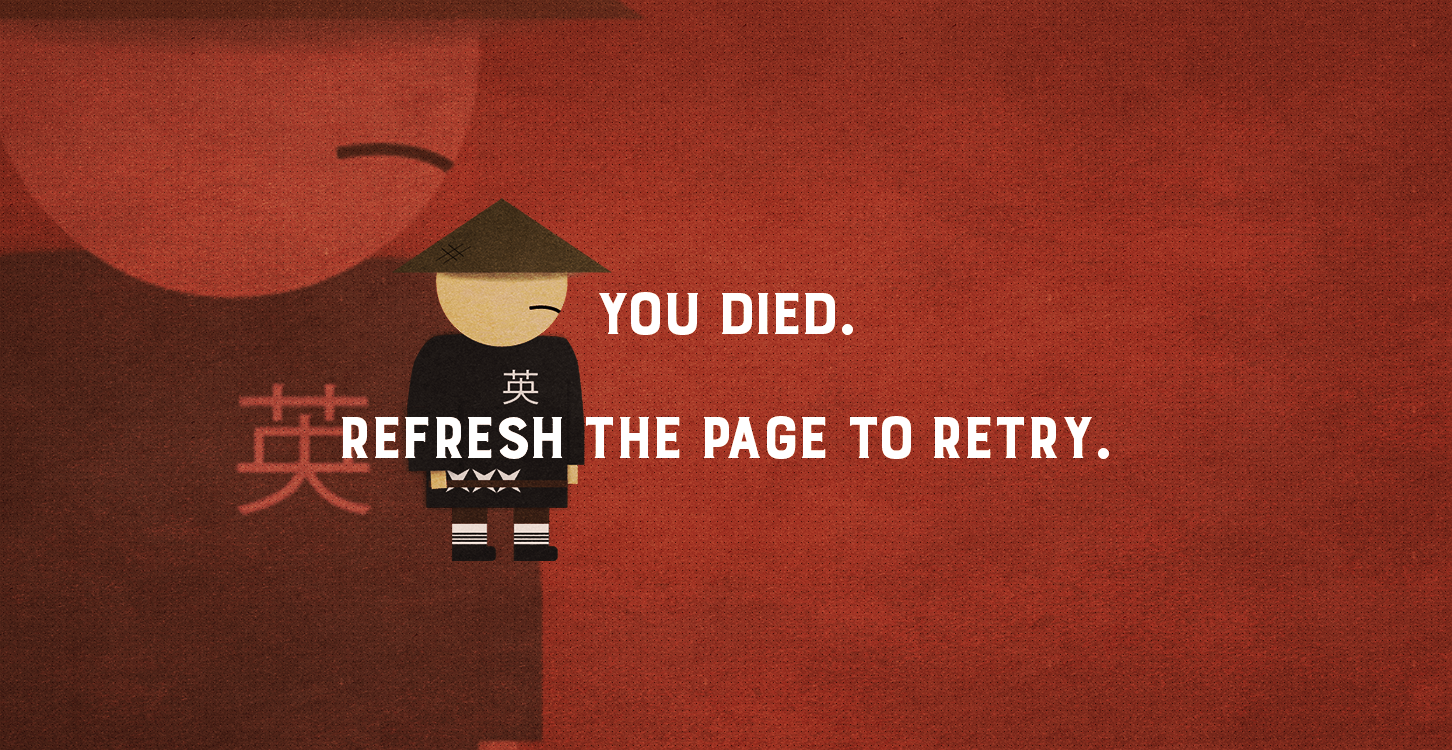 YOU DIED.
英
英
REFRESH THE PAGE TO RETRY.